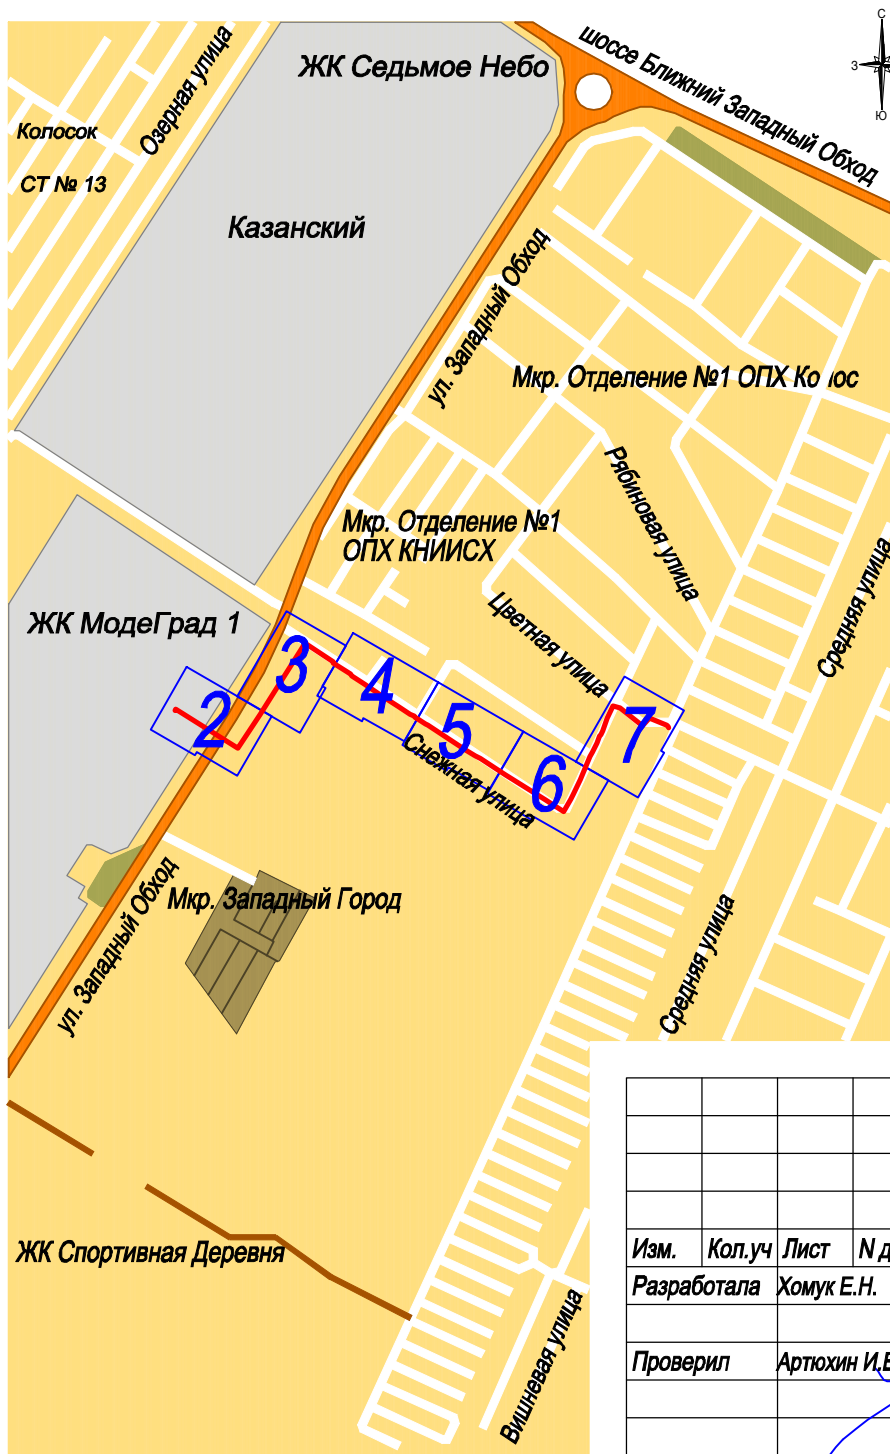 С
З
Ю
шоссе Ближний Западный Обход
ЖК Седьмое Небо
Озерная улица
Колосок
СТ № 13
Казанский
ул. Западный Обход
Мкр. Отделение №1 ОПХ Колос
Рябиновая улица
Мкр. Отделение №1
ОПХ КНИИСХ
Средняя улица
Цветная улица
ЖК МодеГрад 1
2
3
4
5
6
7
Снежная улица
Мкр. Западный Город
ул. Западный Обход
Средняя улица
ЖК Спортивная Деревня
Вишневая улица
Изм. Кол.уч Лист N д
Разработала Хомук Е.Н.
Проверил Артюхин И.В